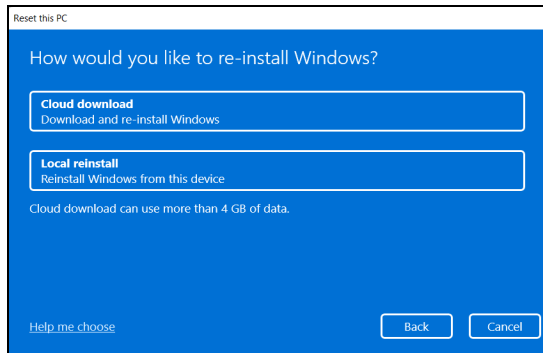 Reset this PC
How would you like to re-install Windows?
Cloud download
Download and re-install Windows
Local reinstall
Reinstall Windows from this device
Cloud download can use more than 4 GB of data.
Help me choose
Back
Cancel